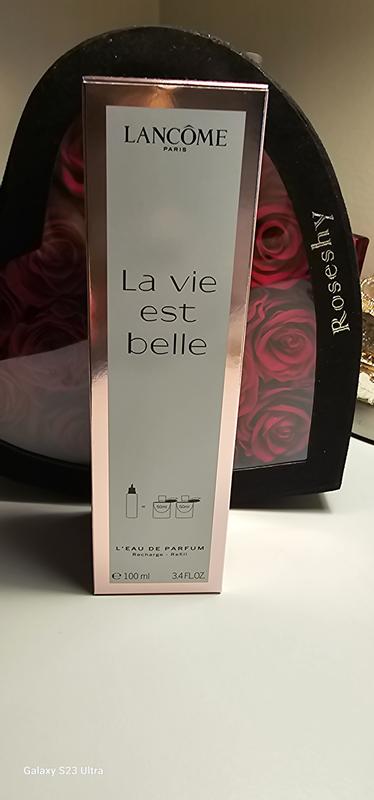 LANCÔME
PARIS
La vie
est
belle
= 50ml 50ml
L'EAU DE PARFUM
Recharge - Refill
e 100 ml 3.4 FL.OZ.
Roseshy
Galaxy S23 Ultra